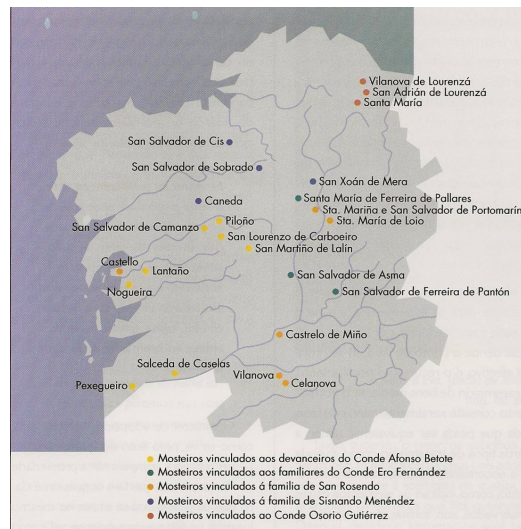 Vilanova de Lourenzá
San Adrián de Lourenzá
Santa María
San Salvador de Cis
San Salvador de Sobrado
San Xoán de Mera
Caneda
Santa María de Ferreira de Pallares
Sta. Mariña e San Salvador de Portomarín
Piloño
Sta. María de Loio
San Salvador de Camanzo
San Lourenzo de Carboeiro
San Martiño de Lalín
Castello
Lantaño
San Salvador de Asma
Nogueira
San Salvador de Ferreira de Pantón
Castrelo de Miño
Salceda de Caselas
Vilanova
Pexegueiro
Celanova
Mosteiros vinculados aos devanceiros do Conde Afonso Betote
Mosteiros vinculados aos familiares do Conde Ero Fernández
Mosteiros vinculados á familia de San Rosendo
Mosteiros vinculados á familia de Sisnando Menéndez
Mosteiros vinculados ao Conde Osorio Gutiérrez